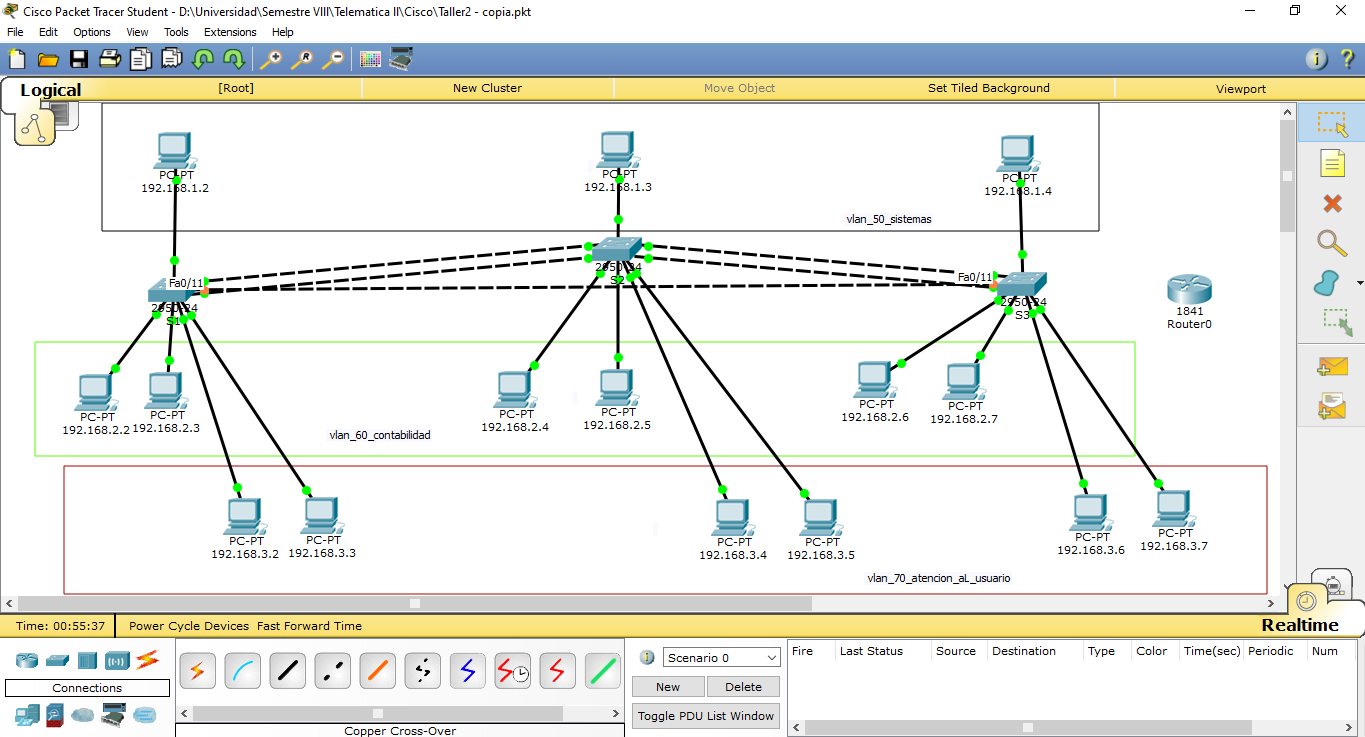 Cisco Packet Tracer Student - D:\Universidad\Semestre VIII\Telematica II\Cisco\Taller2 - copia.pkt
File Edit Options View Tools Extensions Help
Logical [Root] New Cluster Move Object Set Tiled Background Viewport
PC-PT
192.168.1.2
PC-PT
192.168.1.3
PC-PT
192.168.1.4
vlan_50_sistemas
Fa0/11
2950-24
S1
2950-24
S2
Fa0/11
2950-24
S3
1841
Router0
PC-PT
192.168.2.2
PC-PT
192.168.2.3
PC-PT
192.168.2.4
PC-PT
192.168.2.5
PC-PT
192.168.2.6
PC-PT
192.168.2.7
vlan_60_contabilidad
PC-PT
192.168.3.2
PC-PT
192.168.3.3
PC-PT
192.168.3.4
PC-PT
192.168.3.5
PC-PT
192.168.3.6
PC-PT
192.168.3.7
vlan_70_atencion_aL_usuario
Time: 00:55:37 Power Cycle Devices Fast Forward Time Realtime
Connections
Copper Cross-Over
Scenario 0
New Delete
Toggle PDU List Window
Fire Last Status Source Destination Type Color Time(sec) Periodic Num